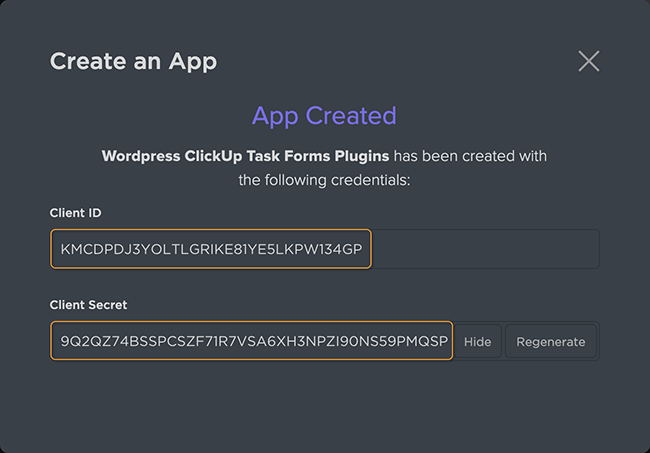 Create an App
App Created
Wordpress ClickUp Task Forms Plugins has been created with
the following credentials:
Client ID
KMCDPDJ3YOLTLGRIKE81YE5LKPW134GP
Client Secret
9Q2QZ74BSSPCSZF71R7VSA6XH3NPZI90NS59PMQSP Hide Regenerate